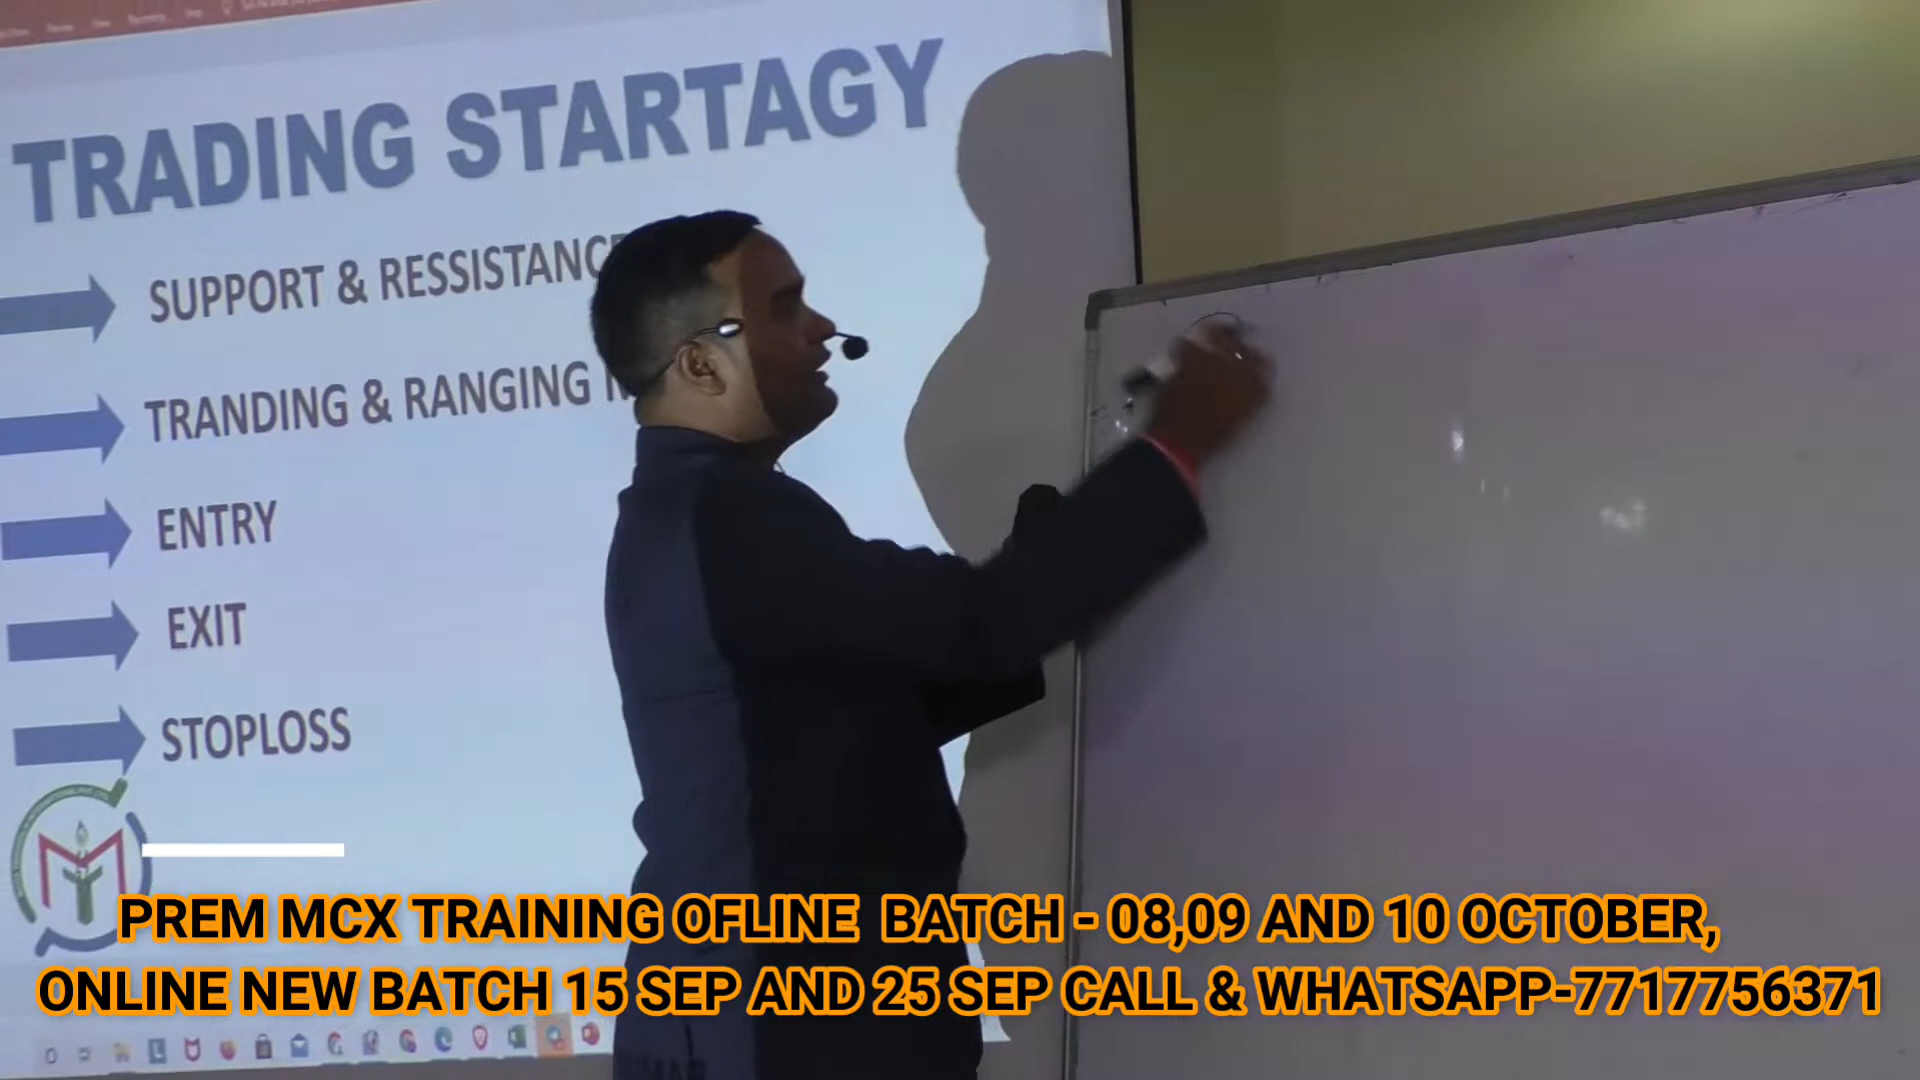 TRADING STARTAGY
SUPPORT & RESSISTANCE
TRANDING & RANGING
ENTRY
EXIT
STOPLOSS
PREM MCX TRAINING OFLINE BATCH - 08,09 AND 10 OCTOBER,
ONLINE NEW BATCH 15 SEP AND 25 SEP CALL & WHATSAPP-7717756371